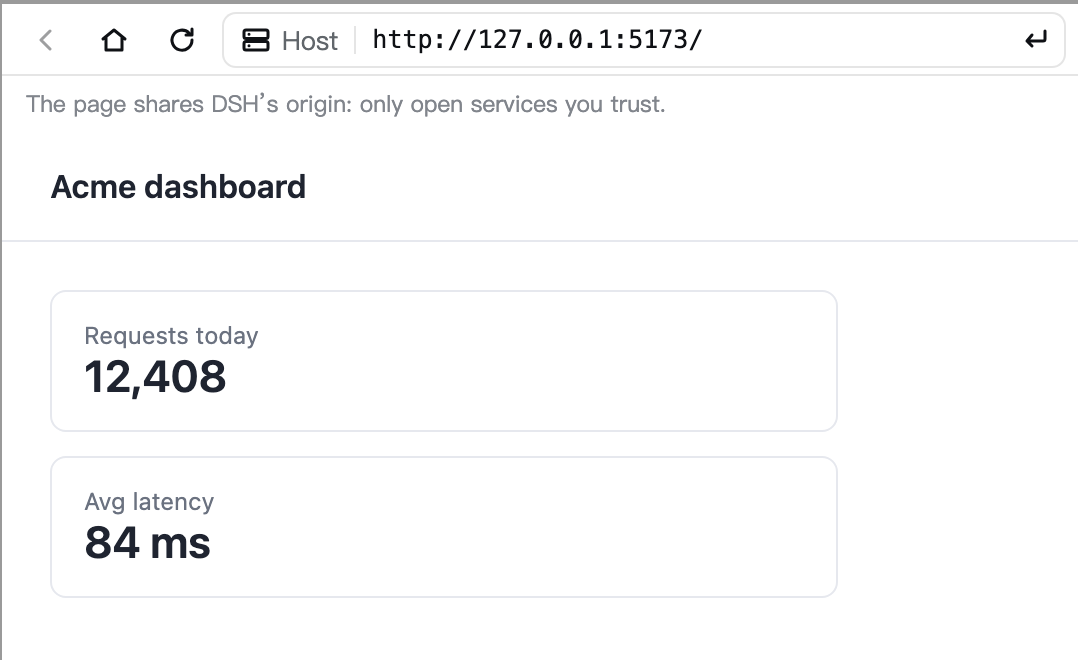 Host http://127.0.0.1:5173/
The page shares DSH's origin: only open services you trust.
Acme dashboard
Requests today
12,408
Avg latency
84 ms